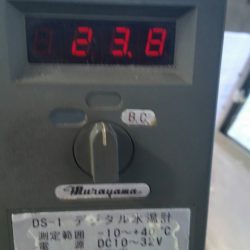 23.8
B.C.
Murayama
DS-1 デジタル水温計
測定範囲 -10~+40℃
電源 DC10~32V